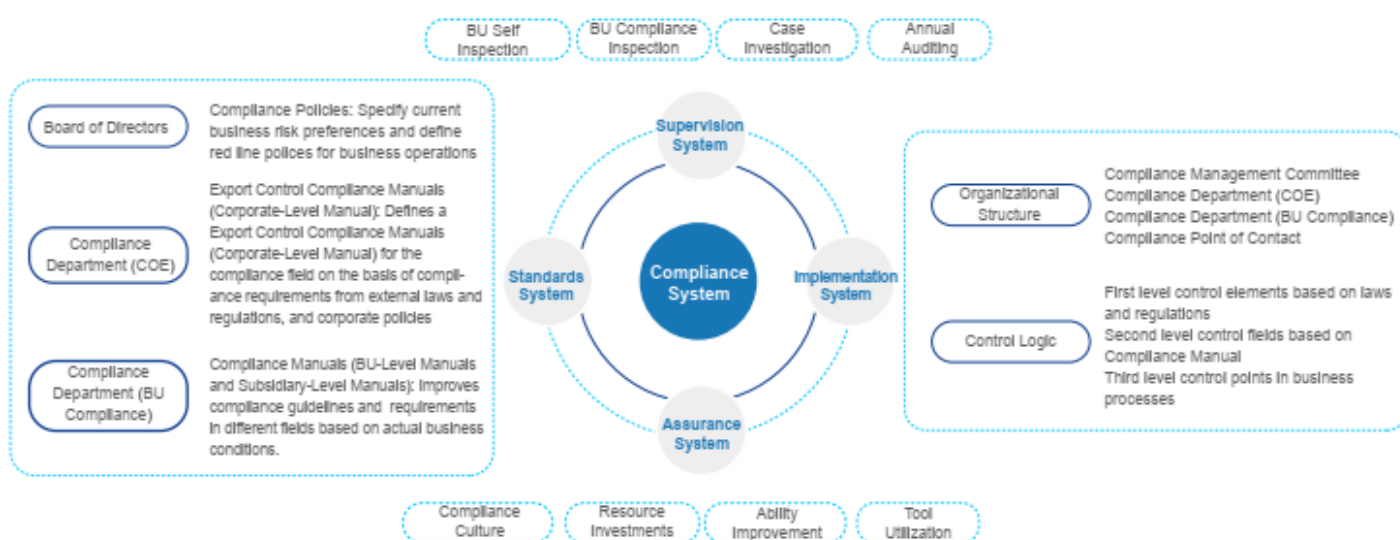 BU Self
Inspection
BU Compliance
Inspection
Case
Investigation
Annual
Auditing
Board of Directors
Compliance Policies: Specify current
business risk preferences and define
red line polices for business operations
Compliance
Department (COE)
Export Control Compliance Manuals
(Corporate-Level Manual): Defines a
Export Control Compliance Manuals
(Corporate-Level Manual) for the
compliance field on the basis of compli-
ance requirements from external laws and
regulations, and corporate policies
Compliance
Department (BU
Compliance)
Compliance Manuals (BU-Level Manuals
and Subsidiary-Level Manuals): Improves
compliance guidelines and requirements
in different fields based on actual business
conditions.
Supervision
System
Standards
System
Compliance
System
Implementation
System
Assurance
System
Organizational
Structure
Compliance Management Committee
Compliance Department (COE)
Compliance Department (BU Compliance)
Compliance Point of Contact
Control Logic
First level control elements based on laws
and regulations
Second level control fields based on
Compliance Manual
Third level control points in business
processes
Compliance
Culture
Resource
Investments
Ability
Improvement
Tool
Utilization